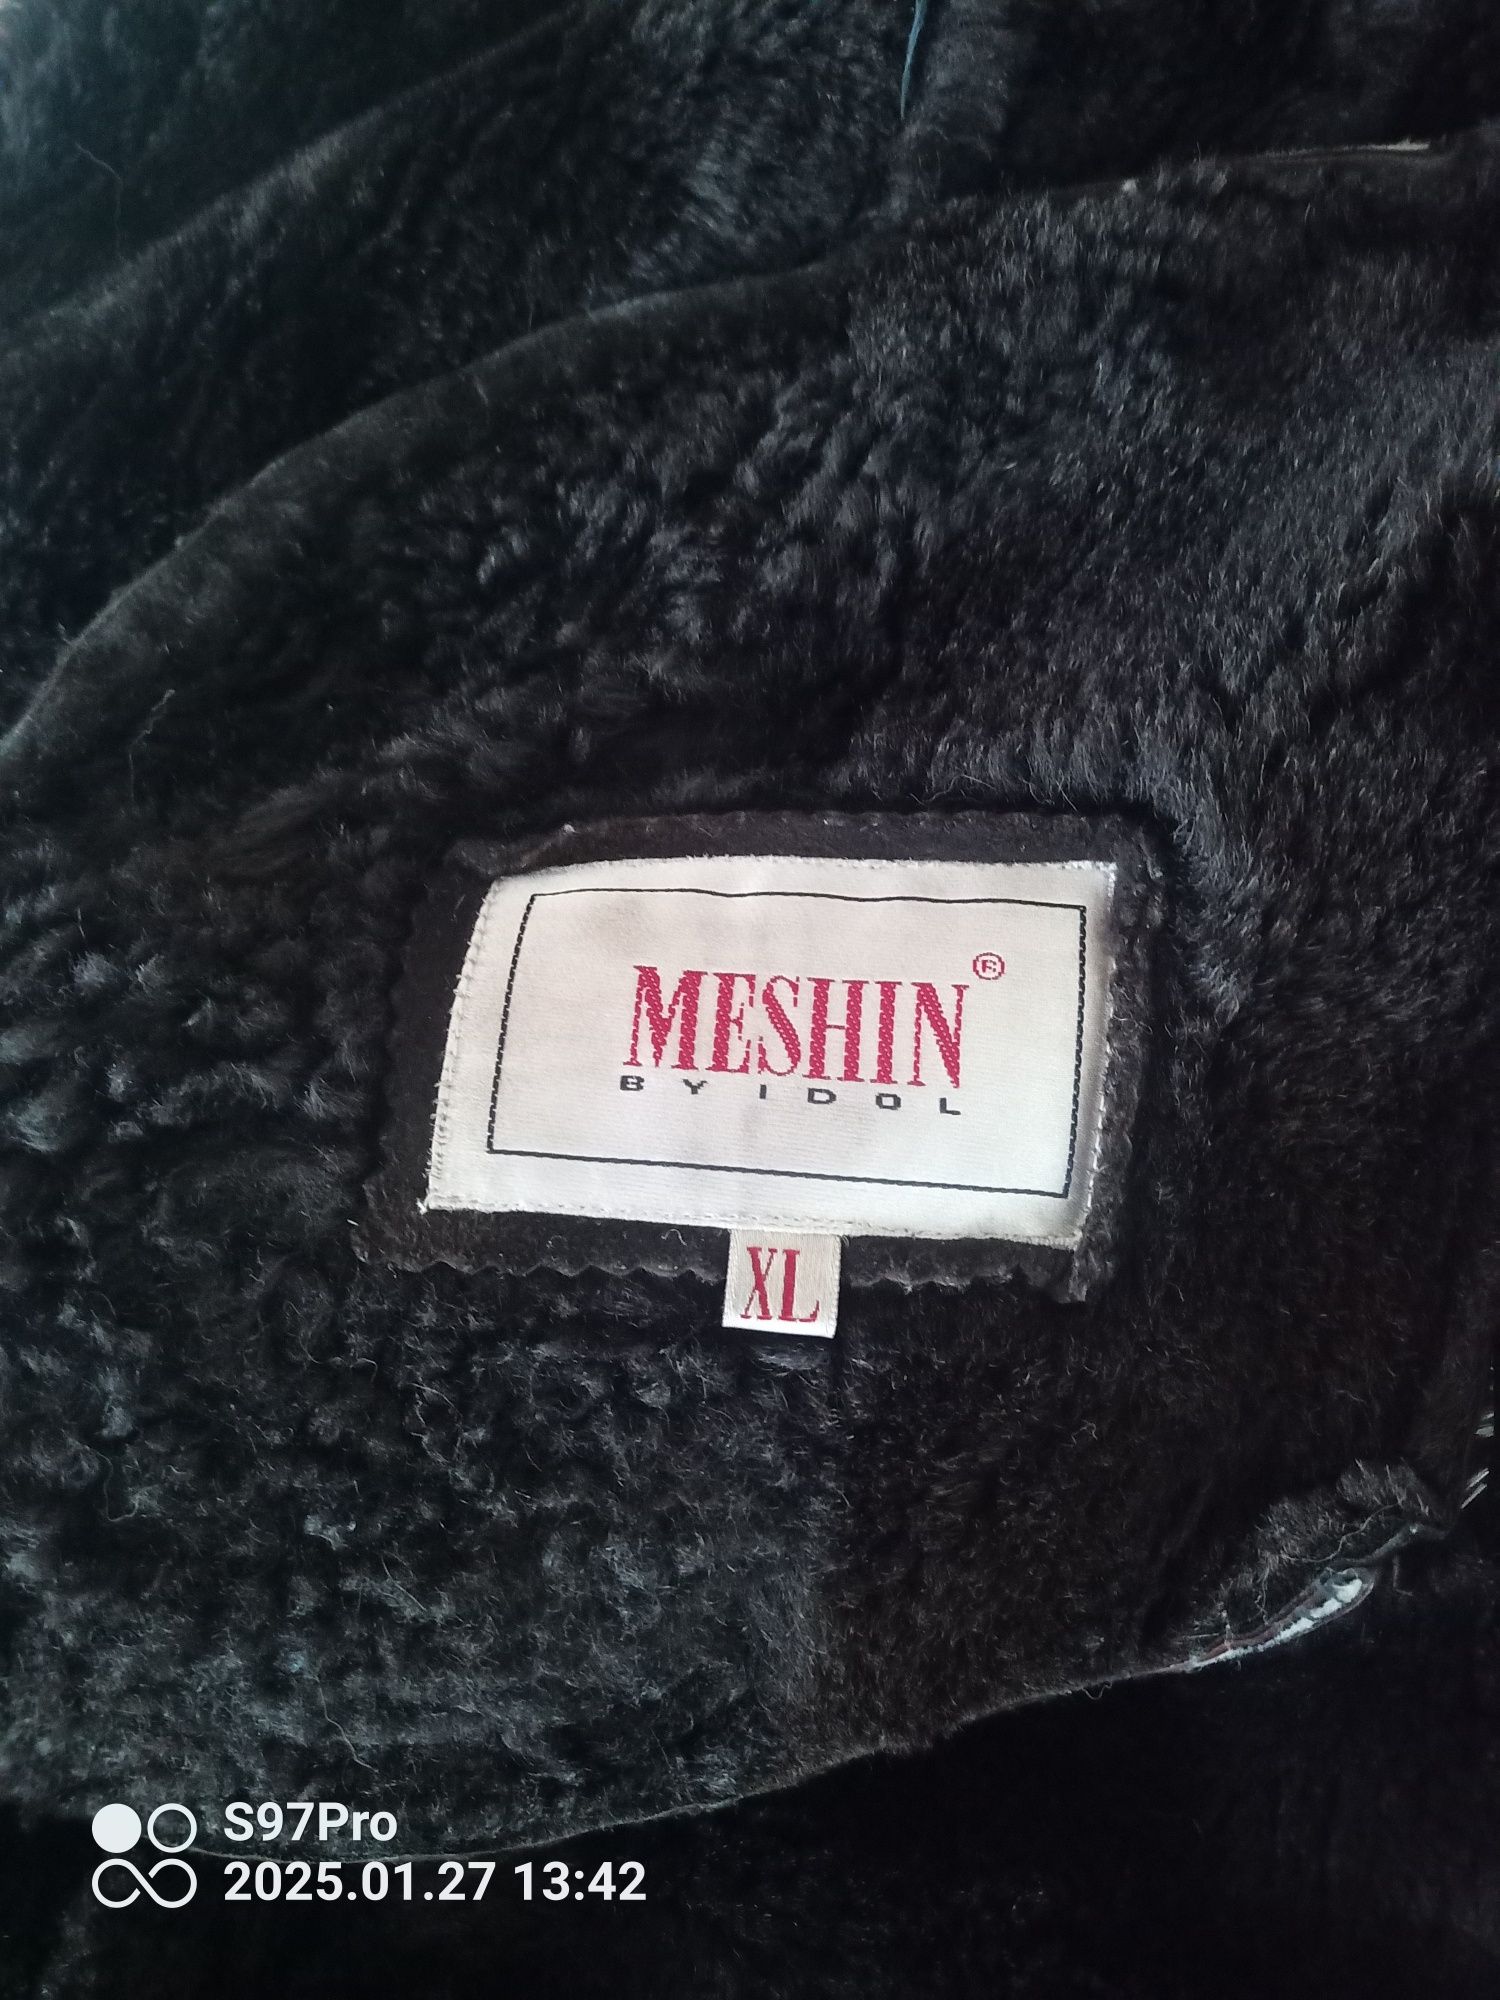 MESHIN®
BY IDOL
XL
S97Pro
2025.01.27 13:42